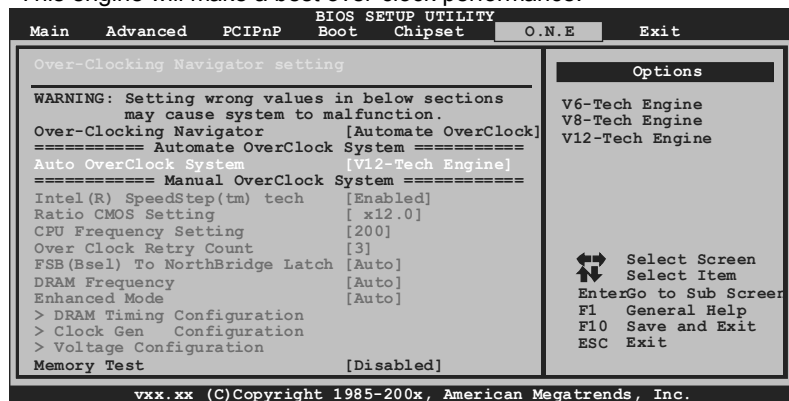 This engine will make a best over-clock performance.
BIOS SETUP UTILITY
Main Advanced PCIPnP Boot Chipset O.N.E Exit
Over-Clocking Navigator setting
WARNING: Setting wrong values in below sections
may cause system to malfunction.
Over-Clocking Navigator [Automate OverClock]
=========== Automate OverClock System ===========
Auto OverClock System [V12-Tech Engine]
============ Manual OverClock System ============
Intel(R) SpeedStep(tm) tech [Enabled]
Ratio CMOS Setting [ x12.0]
CPU Frequency Setting [200]
Over Clock Retry Count [3]
FSB(Bsel) To NorthBridge Latch [Auto]
DRAM Frequency [Auto]
Enhanced Mode [Auto]
> DRAM Timing Configuration
> Clock Gen Configuration
> Voltage Configuration
Memory Test [Disabled]
Options
V6-Tech Engine
V8-Tech Engine
V12-Tech Engine
Select Screen
Select Item
EnterGo to Sub Screen
F1 General Help
F10 Save and Exit
ESC Exit
vxx.xx (C)Copyright 1985-200x, American Megatrends, Inc.